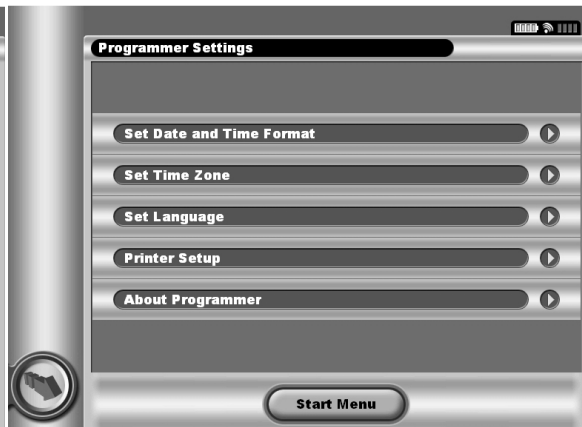 Programmer Settings
Set Date and Time Format
Set Time Zone
Set Language
Printer Setup
About Programmer
Start Menu